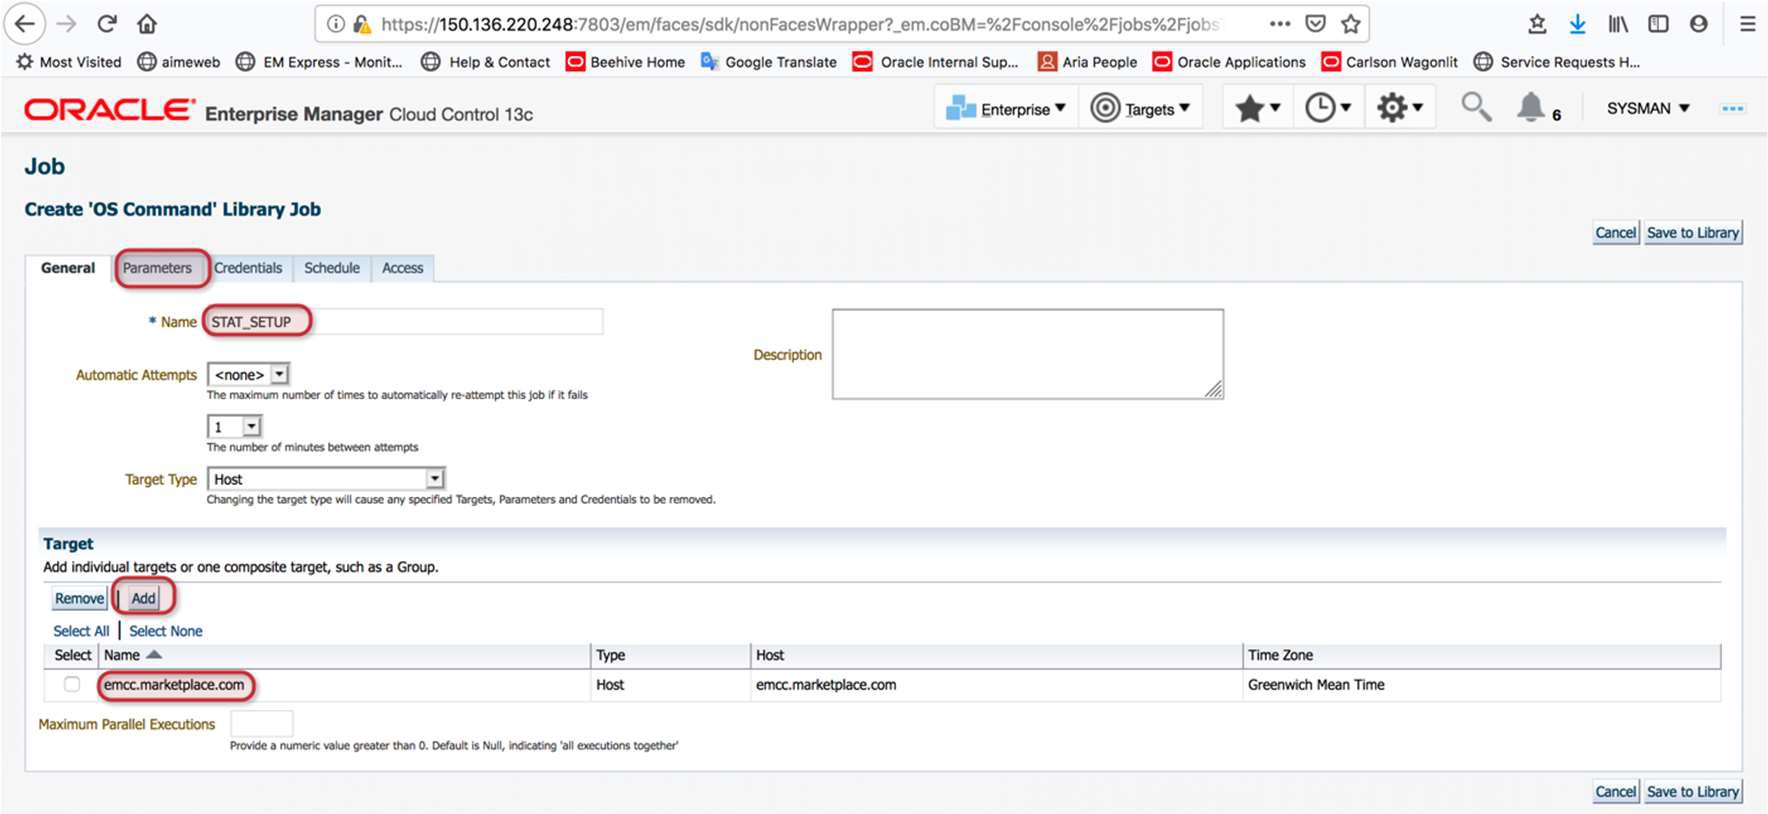 https://150.136.220.248:7803/em/faces/sdk/nonFacesWrapper?_em.coBM=%2Fconsole%2Fjobs%2Fjobs
Most Visited aimeweb EM Express - Monit... Help & Contact Beehive Home Google Translate Oracle Internal Sup... Aria People Oracle Applications Carlson Wagonlit Service Requests H...
ORACLE Enterprise Manager Cloud Control 13c Enterprise Targets 6 SYSMAN
Job
Create 'OS Command' Library Job
Cancel Save to Library
General Parameters Credentials Schedule Access
* Name STAT_SETUP
Description
Automatic Attempts <none>
The maximum number of times to automatically re-attempt this job if it fails
1
The number of minutes between attempts
Target Type Host
Changing the target type will cause any specified Targets, Parameters and Credentials to be removed.
Target
Add individual targets or one composite target, such as a Group.
Remove | Add
Select All | Select None
Select Name Type Host Time Zone
emcc.marketplace.com Host emcc.marketplace.com Greenwich Mean Time
Maximum Parallel Executions
Provide a numeric value greater than 0. Default is Null, indicating 'all executions together'
Cancel Save to Library